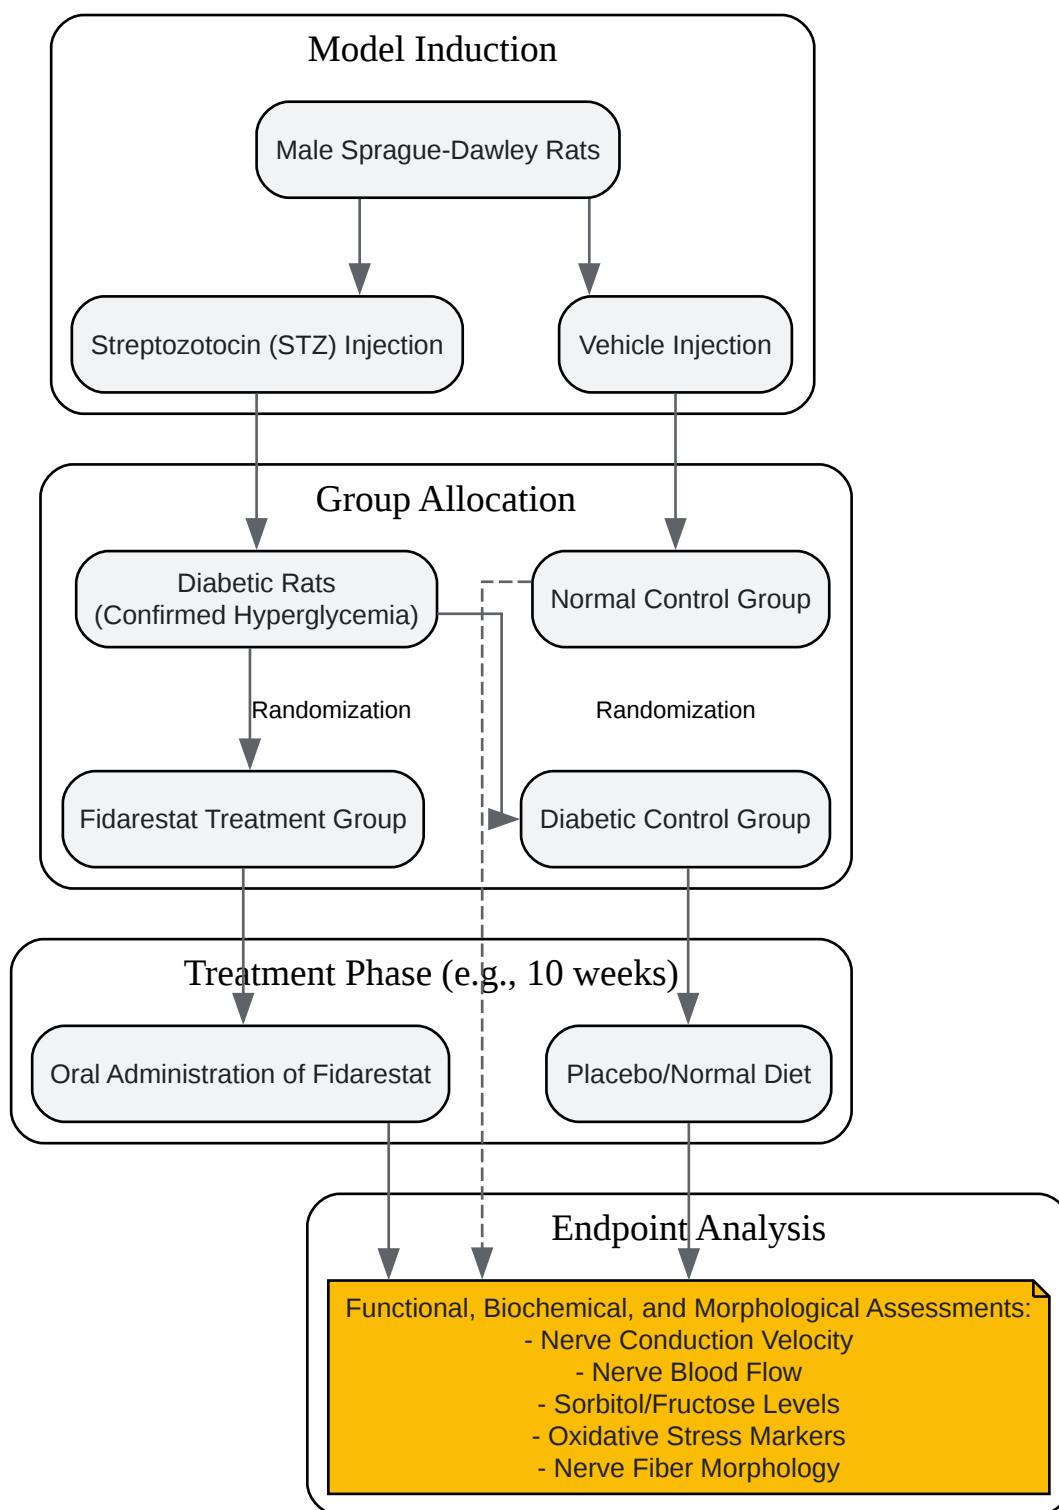 Model Induction
Male Sprague-Dawley Rats
Streptozotocin (STZ) Injection
Vehicle Injection
Group Allocation
Diabetic Rats
(Confirmed Hyperglycemia)
Normal Control Group
Randomization
Randomization
Fidarestat Treatment Group
Diabetic Control Group
Treatment Phase (e.g., 10 weeks)
Oral Administration of Fidarestat
Placebo/Normal Diet
Endpoint Analysis
Functional, Biochemical, and Morphological Assessments:
- Nerve Conduction Velocity
- Nerve Blood Flow
- Sorbitol/Fructose Levels
- Oxidative Stress Markers
- Nerve Fiber Morphology